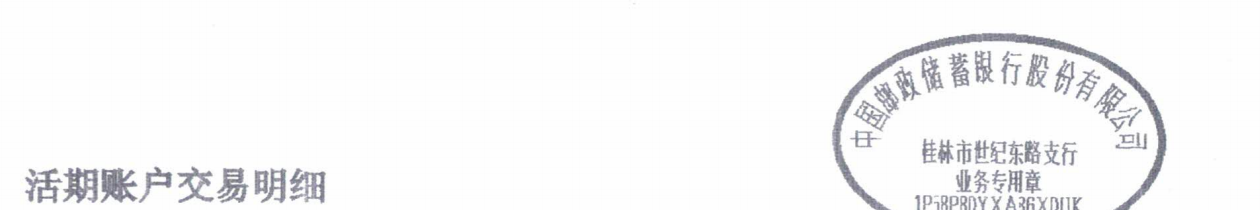 中国邮政储蓄银行股份有限公司
桂林市世纪东路支行
业务专用章
活期账户交易明细